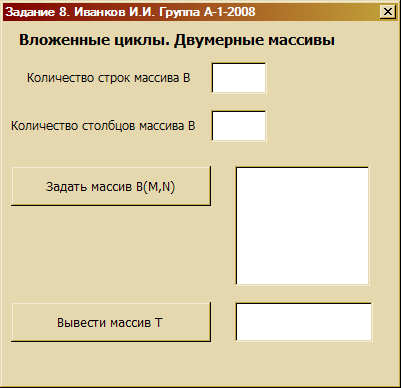 Задание 8. Иванков И.И. Группа А-1-2008
Вложенные циклы. Двумерные массивы
Количество строк массива В
Количество столбцов массива В
Задать массив В(M,N)
Вывести массив Т